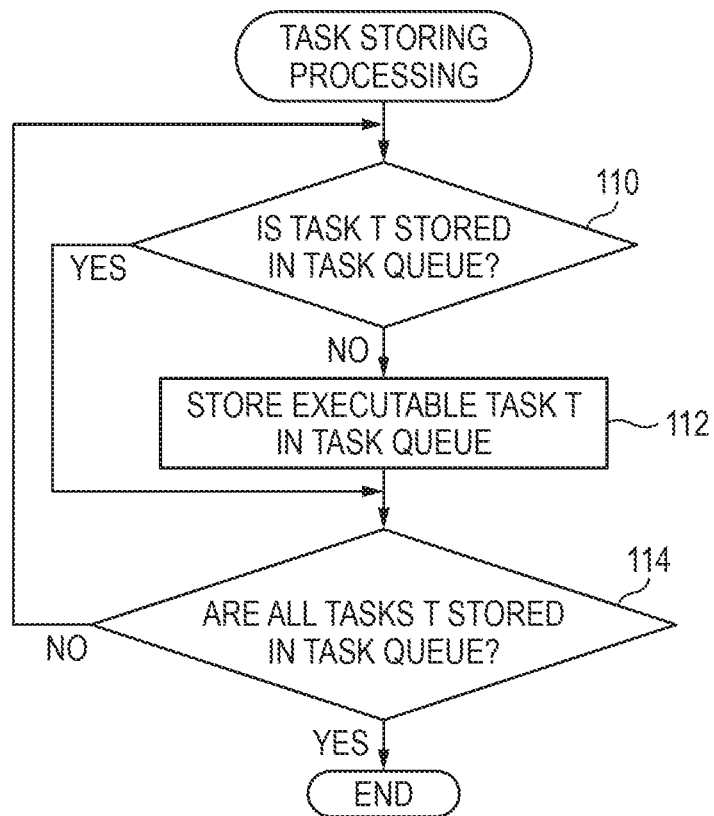 TASK STORING
PROCESSING
110
IS TASK T STORED
IN TASK QUEUE?
YES
NO
STORE EXECUTABLE TASK T
IN TASK QUEUE
112
114
ARE ALL TASKS T STORED
IN TASK QUEUE?
NO
YES
END